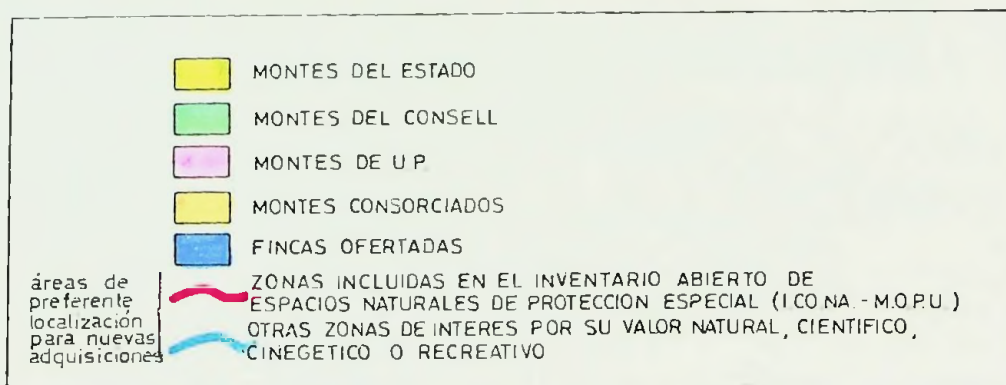 MONTES DEL ESTADO
MONTES DEL CONSELL
MONTES DE U P.
MONTES CONSORCIADOS
FINCAS OFERTADAS
áreas de
preferente
localización
para nuevas
adquisiciones
ZONAS INCLUIDAS EN EL INVENTARIO ABIERTO DE
ESPACIOS NATURALES DE PROTECCION ESPECIAL (I.CO.NA. - M.O.P.U.)
OTRAS ZONAS DE INTERES POR SU VALOR NATURAL, CIENTIFICO,
CINEGETICO O RECREATIVO